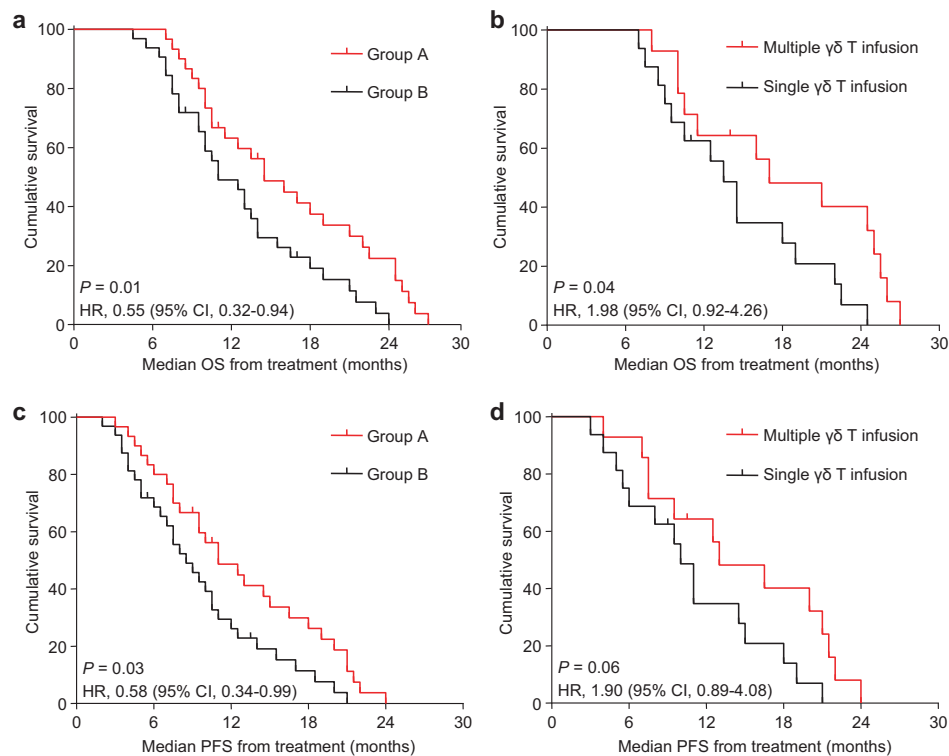 a
100
80
60
40
20
0
Cumulative survival
Group A
Group B
P = 0.01
HR, 0.55 (95% CI, 0.32-0.94)
0 6 12 18 24 30
Median OS from treatment (months)
b
100
80
60
40
20
0
Cumulative survival
Multiple γδ T infusion
Single γδ T infusion
P = 0.04
HR, 1.98 (95% CI, 0.92-4.26)
0 6 12 18 24 30
Median OS from treatment (months)
c
100
80
60
40
20
0
Cumulative survival
Group A
Group B
P = 0.03
HR, 0.58 (95% CI, 0.34-0.99)
0 6 12 18 24 30
Median PFS from treatment (months)
d
100
80
60
40
20
0
Cumulative survival
Multiple γδ T infusion
Single γδ T infusion
P = 0.06
HR, 1.90 (95% CI, 0.89-4.08)
0 6 12 18 24 30
Median PFS from treatment (months)